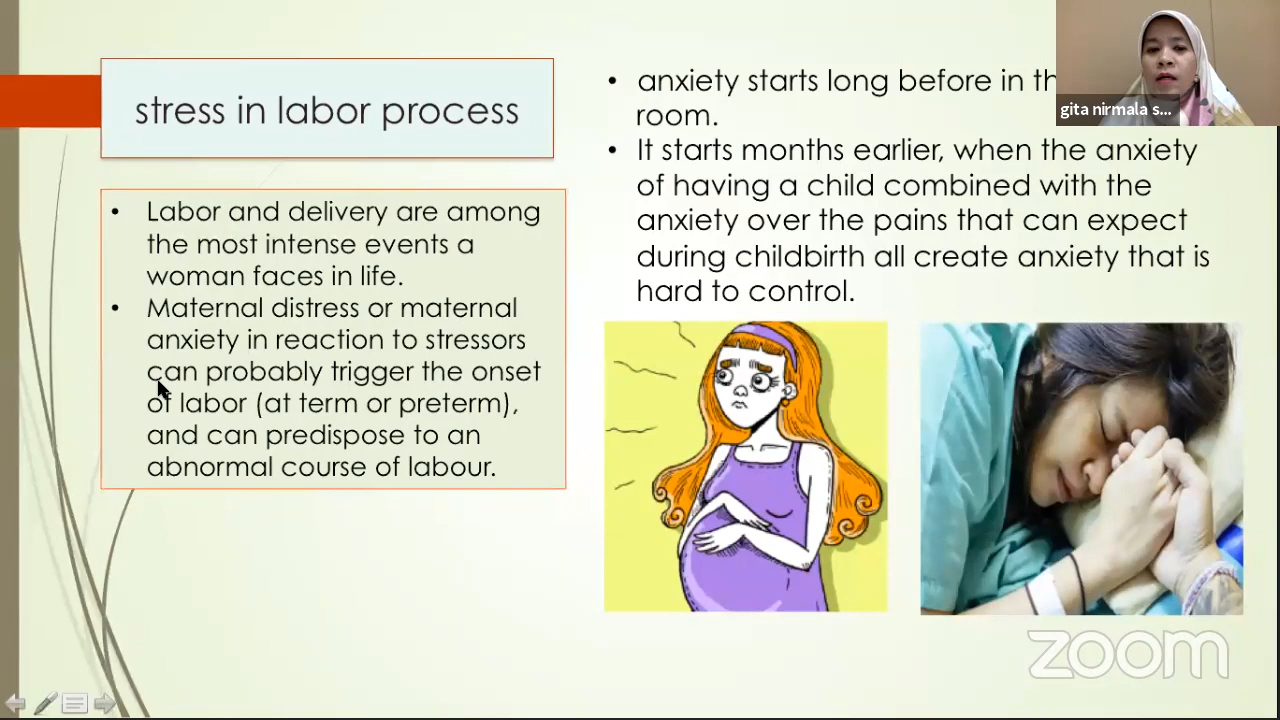 stress in labor process
• Labor and delivery are among
the most intense events a
woman faces in life.
• Maternal distress or maternal
anxiety in reaction to stressors
can probably trigger the onset
of labor (at term or preterm),
and can predispose to an
abnormal course of labour.
• anxiety starts long before in
room.
• It starts months earlier, when the anxiety
of having a child combined with the
anxiety over the pains that can expect
during childbirth all create anxiety that is
hard to control.
gita nirmala s...
zoom